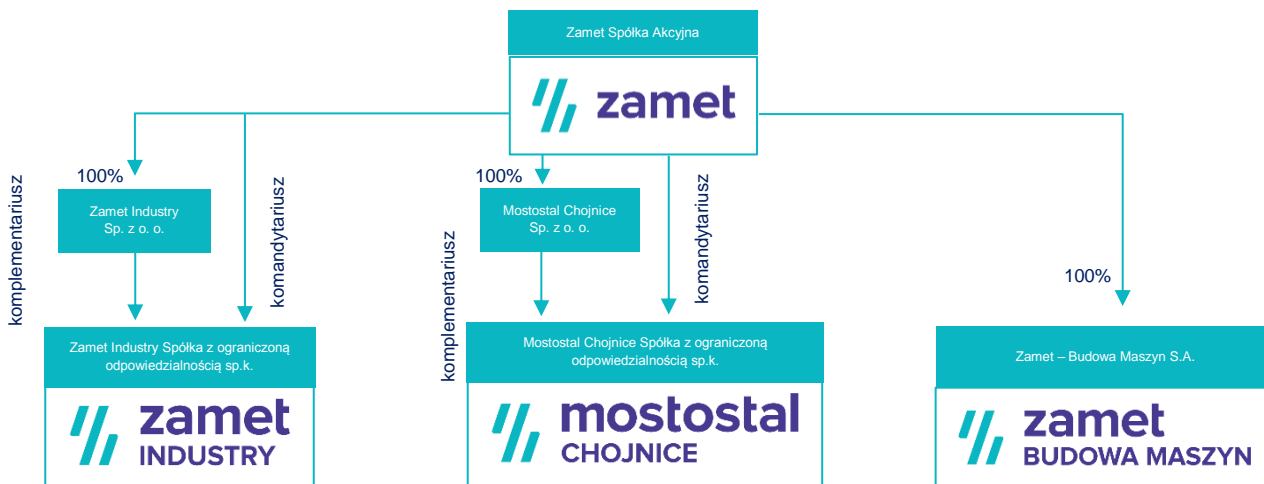 Zamet Spółka Akcyjna
zamet
100%
Zamet Industry
Sp. z o. o.
komplementariusz
komandytariusz
Zamet Industry Spółka z ograniczoną
odpowiedzialnością sp.k.
zamet
INDUSTRY
100%
Mostostal Chojnice
Sp. z o. o.
komplementariusz
komandytariusz
Mostostal Chojnice Spółka z ograniczoną
odpowiedzialnością sp.k.
mostostal
CHOJNICE
100%
Zamet – Budowa Maszyn S.A.
zamet
BUDOWA MASZYN